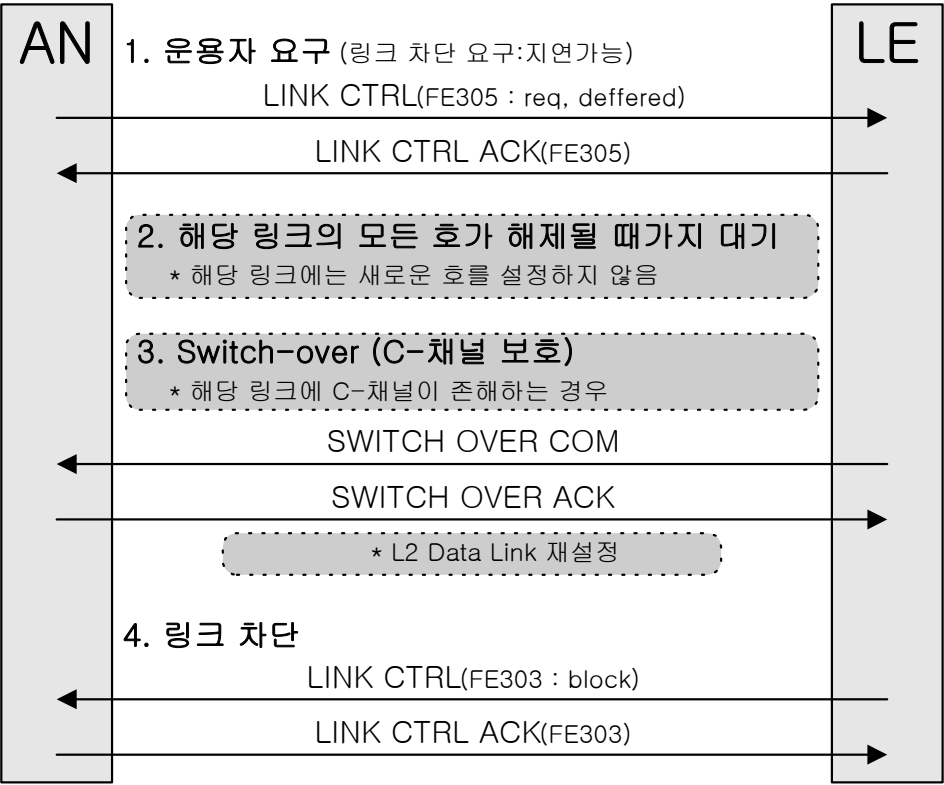 AN
LE
1. 운용자 요구 (링크 차단 요구:지연가능)
LINK CTRL(FE305 : req, deffered)
LINK CTRL ACK(FE305)
2. 해당 링크의 모든 호가 해제될 때가지 대기
* 해당 링크에는 새로운 호를 설정하지 않음
3. Switch-over (C-채널 보호)
* 해당 링크에 C-채널이 존해하는 경우
SWITCH OVER COM
SWITCH OVER ACK
* L2 Data Link 재설정
4. 링크 차단
LINK CTRL(FE303 : block)
LINK CTRL ACK(FE303)